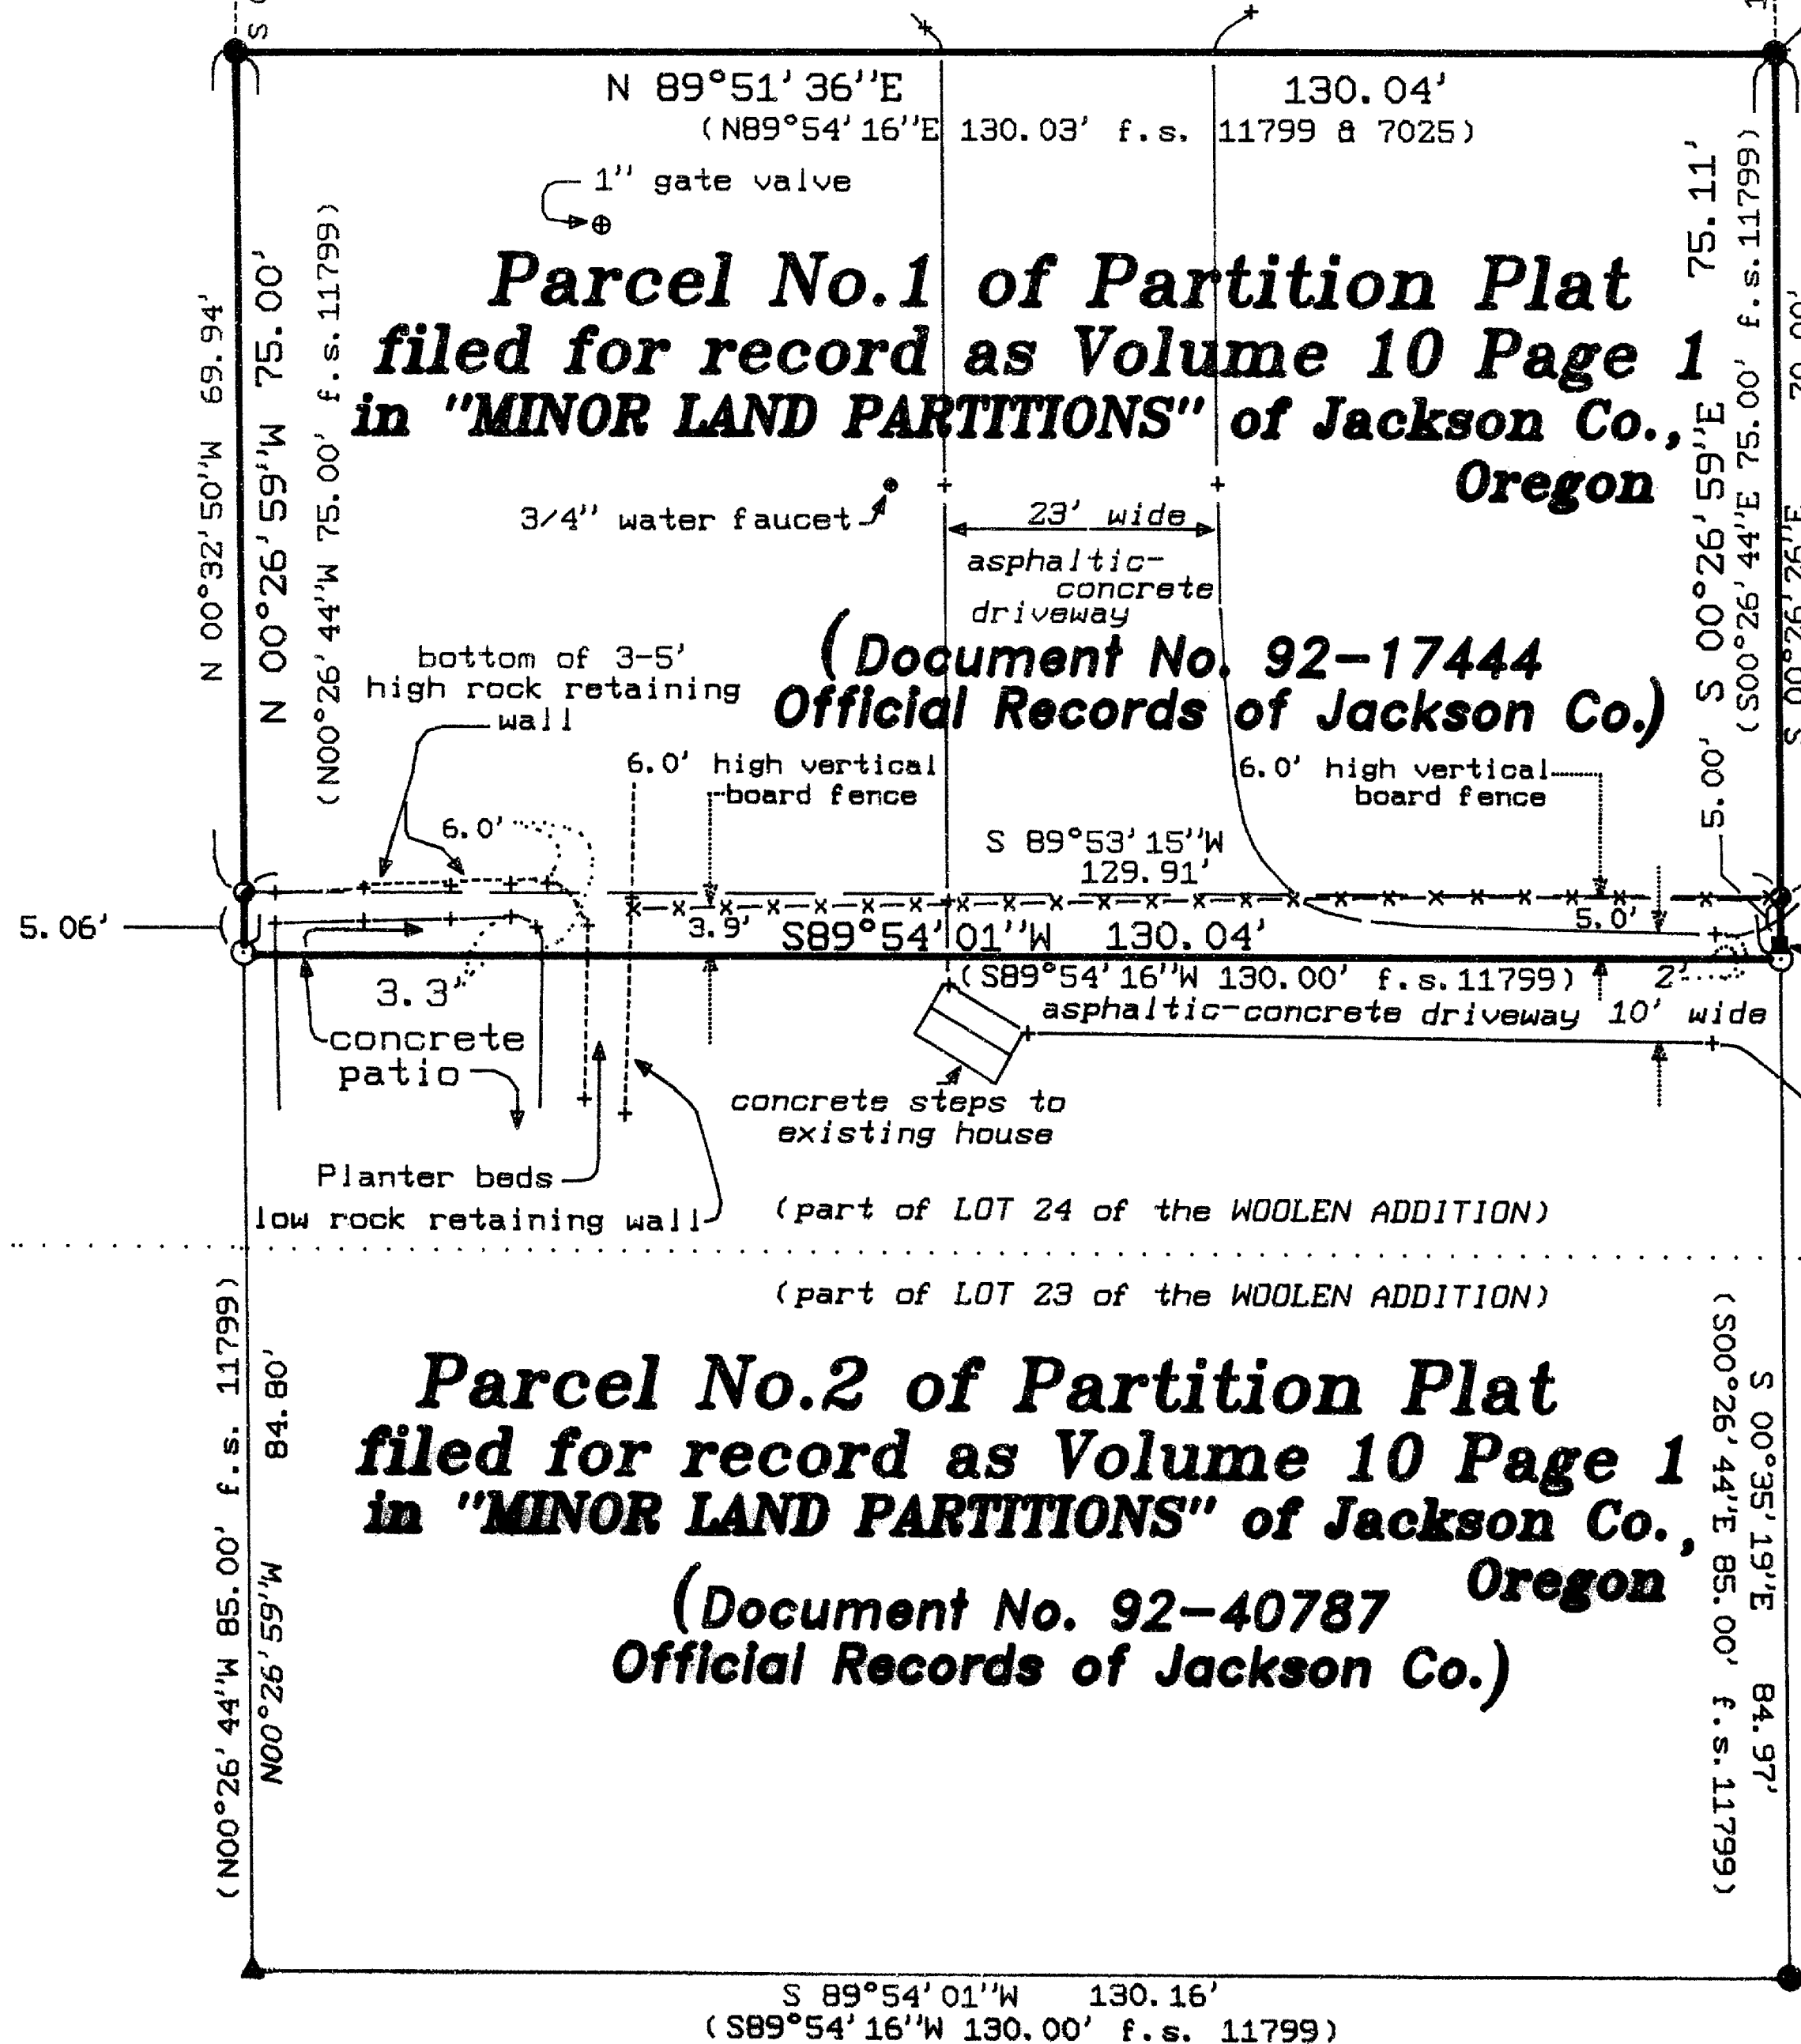 N 89°51'36"E 130.04'
(N89°54'16"E 130.03' f.s. 11799 & 7025)
1" gate valve
Parcel No.1 of Partition Plat
filed for record as Volume 10 Page 1
in "MINOR LAND PARTITIONS" of Jackson Co.,
Oregon
N 00°32'50"W 69.94'
N 00°26'59"W 75.00'
(N00°26'44"W 75.00' f.s.11799)
S 00°26'59"E 75.11'
(S00°26'44"E 75.00' f.s.11799)
S 00°26'26"E 70.00'
3/4" water faucet
23' wide
asphaltic-
concrete
driveway
(Document No. 92-17444
Official Records of Jackson Co.)
bottom of 3-5'
high rock retaining
wall
6.0' high vertical
board fence
6.0' high vertical
board fence
5.00'
6.0'
S 89°53'15"W
129.91'
5.06'
3.9'
S89°54'01"W 130.04'
5.0'
(S89°54'16"W 130.00' f.s.11799)
2'
3.3'
asphaltic-concrete driveway 10' wide
concrete
patio
concrete steps to
existing house
Planter beds
low rock retaining wall
(part of LOT 24 of the WOOLEN ADDITION)
(part of LOT 23 of the WOOLEN ADDITION)
Parcel No.2 of Partition Plat
filed for record as Volume 10 Page 1
in "MINOR LAND PARTITIONS" of Jackson Co.,
Oregon
(Document No. 92-40787
Official Records of Jackson Co.)
(N00°26'44"W 85.00' f.s. 11799)
N00°26'59"W 84.80'
(S00°26'44"E 85.00' f.s.11799)
S 00°35'19"E 84.97'
S 89°54'01"W 130.16'
(S89°54'16"W 130.00' f.s. 11799)